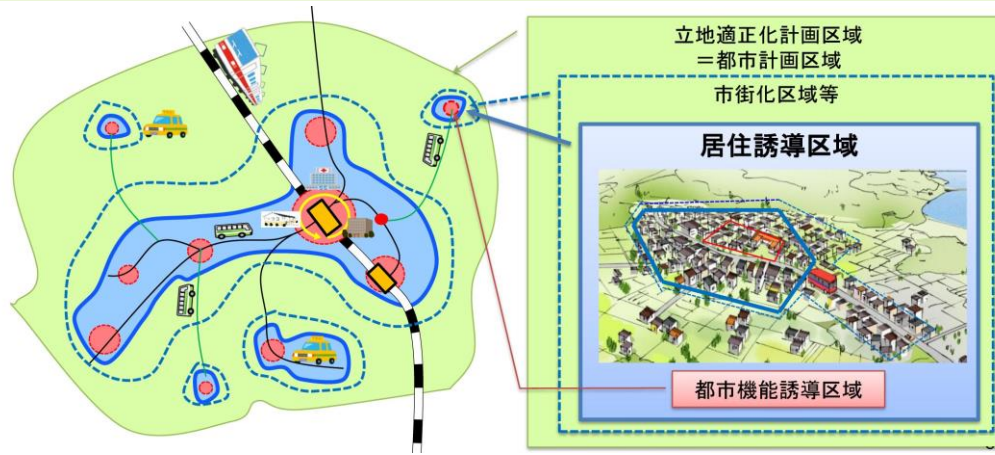 立地適正化計画区域
＝都市計画区域
市街化区域等
居住誘導区域
都市機能誘導区域